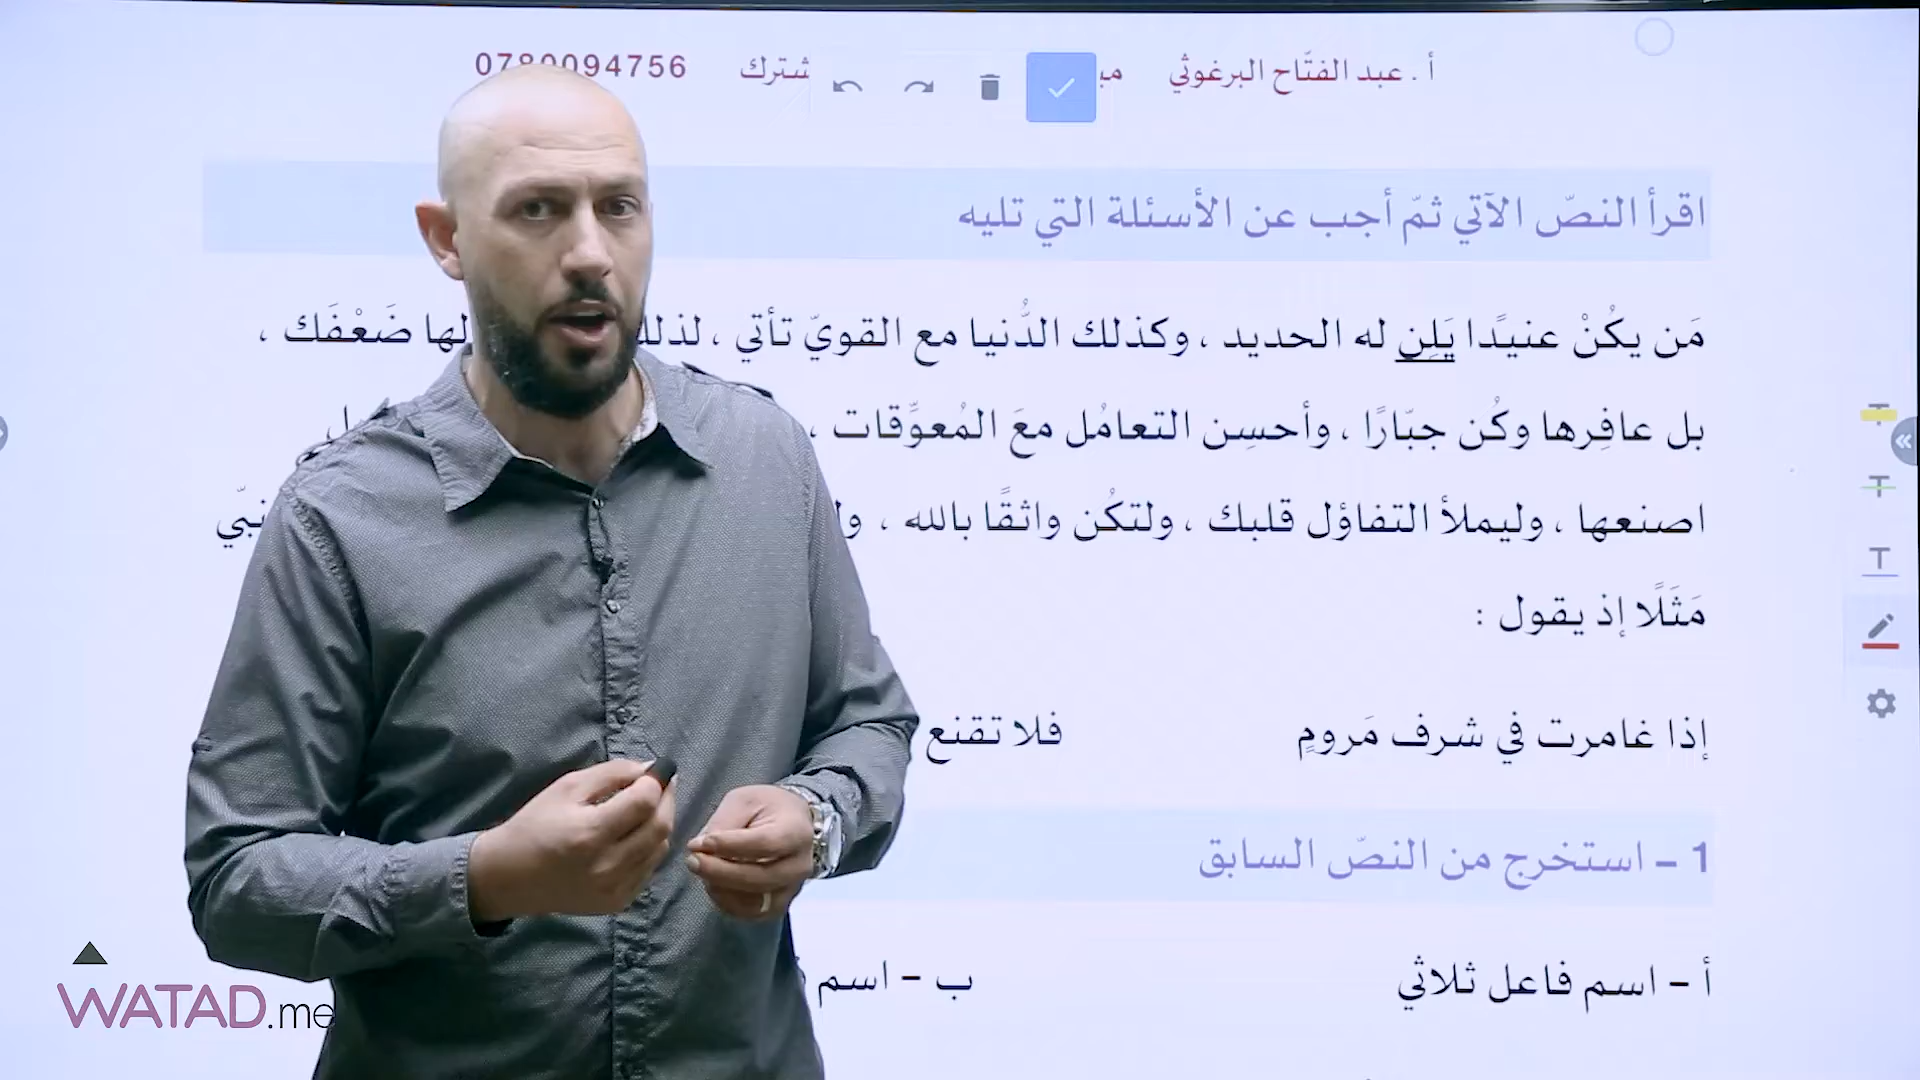 أ . عبد الفتّاح البرغوثي شترك 0780094756
اقرأ النصّ الآتي ثمّ أجب عن الأسئلة التي تليه
مَن يكُنْ عنيدًا يَلِن له الحديد ، وكذلك الدُّنيا مع القويّ تأتي ، لها ضَعْفَك ،
بل عافِرها وكُن جبّارًا ، وأحسِن التعامُل معَ المُعوِّقات ،
اصنعها ، وليملأ التفاؤل قلبك ، ولتكُن واثقًا بالله ،
مَثَلًا إذ يقول :
إذا غامرت في شرف مَرومٍ فلا تقنع
1 – استخرج من النصّ السابق
أ – اسم فاعل ثلاثي ب – اسم
WATAD.me